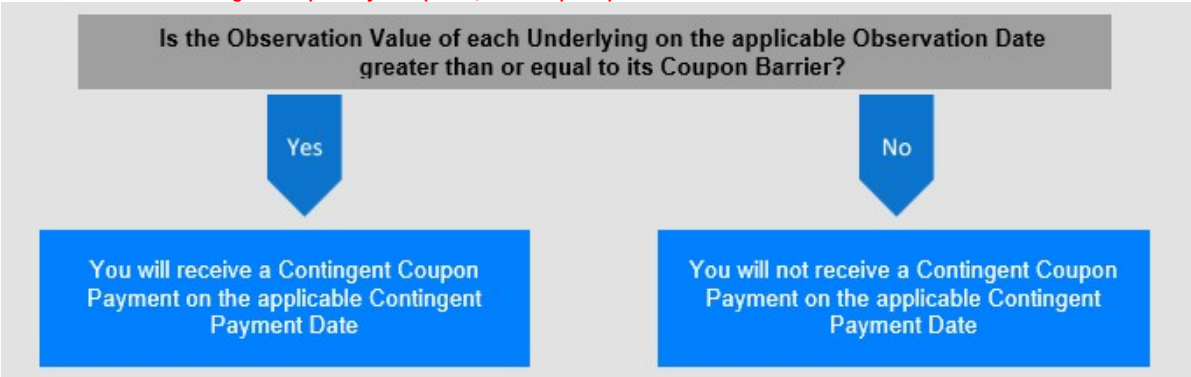 Is the Observation Value of each Underlying on the applicable Observation Date
greater than or equal to its Coupon Barrier?
Yes
No
You will receive a Contingent Coupon
Payment on the applicable Contingent
Payment Date
You will not receive a Contingent Coupon
Payment on the applicable Contingent
Payment Date